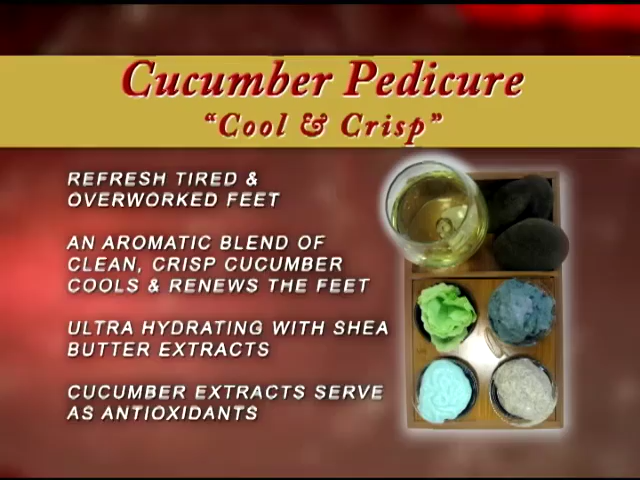 Cucumber Pedicure
“Cool & Crisp”
REFRESH TIRED &
OVERWORKED FEET
AN AROMATIC BLEND OF
CLEAN, CRISP CUCUMBER
COOLS & RENEWS THE FEET
ULTRA HYDRATING WITH SHEA
BUTTER EXTRACTS
CUCUMBER EXTRACTS SERVE
AS ANTIOXIDANTS